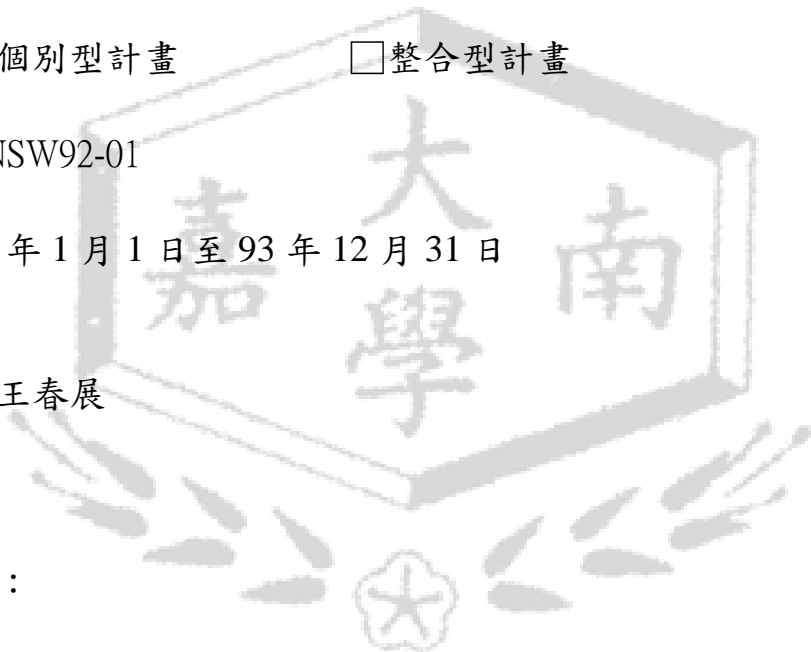 個別型計畫 □整合型計畫
NSW92-01
年 1 月 1 日至 93 年 12 月 31 日
王春展
：
大
嘉 南
學